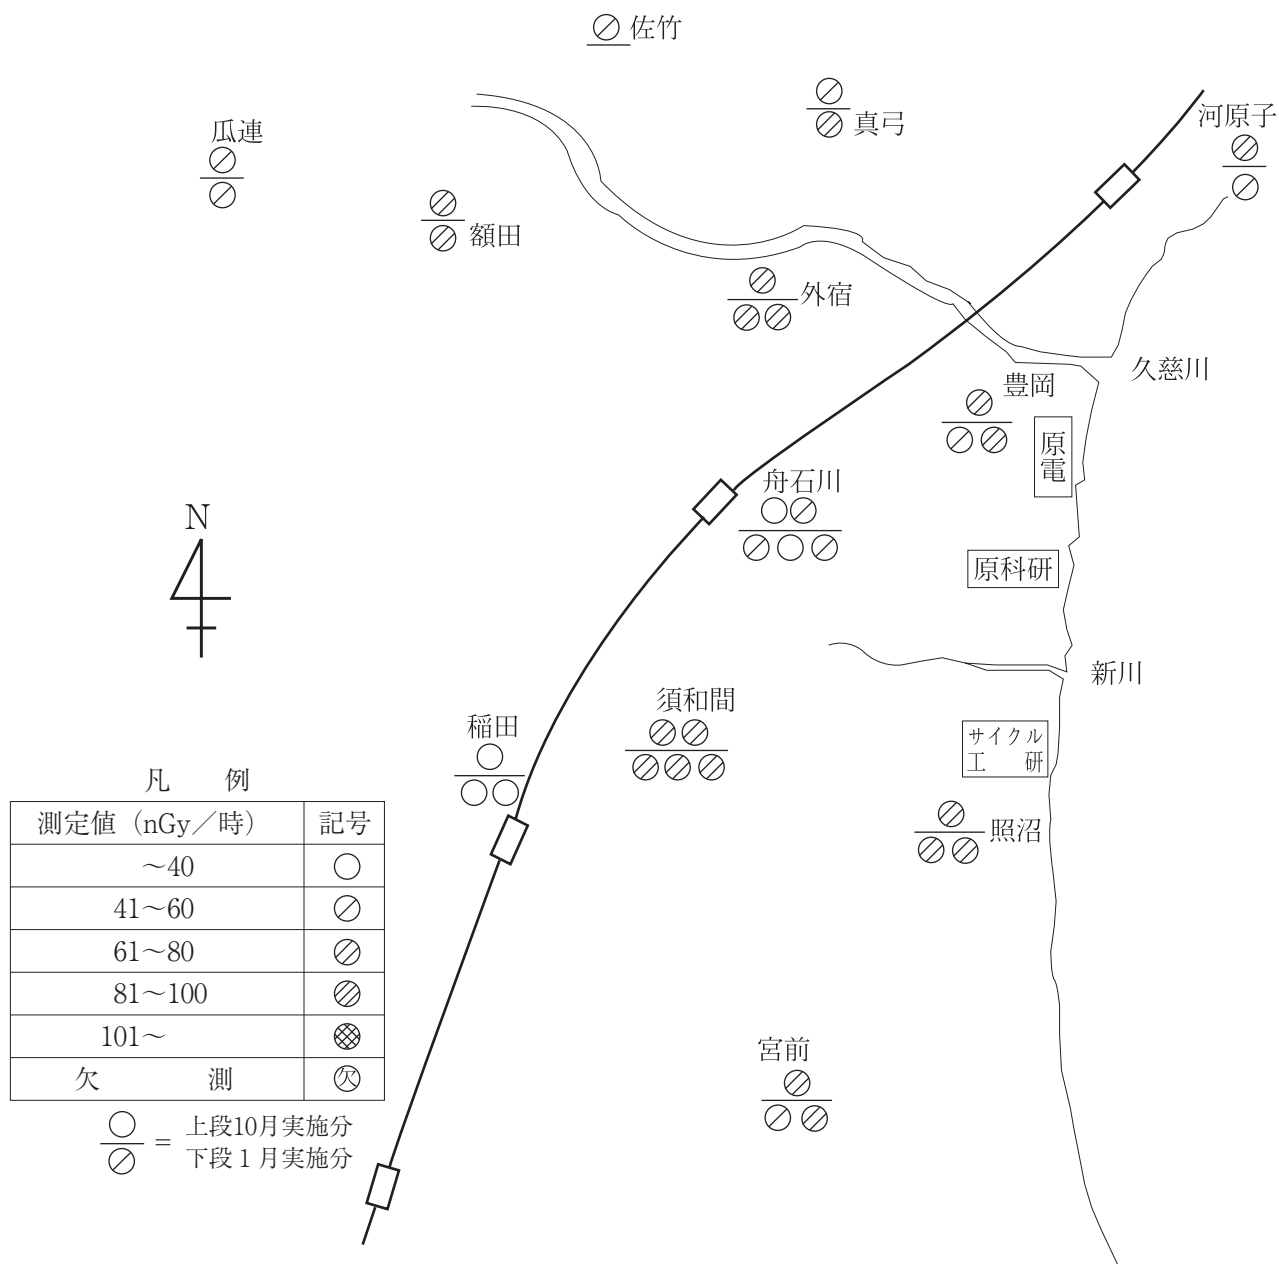 佐竹
真弓
河原子
瓜連
額田
外宿
久慈川
豊岡
原電
舟石川
N
原科研
新川
須和間
稲田
サイクル
工　研
照沼
凡　例
測定値（nGy／時）　記号
～40
41～60
61～80
81～100
101～
欠　測　欠
宮前
= 上段10月実施分
下段1月実施分